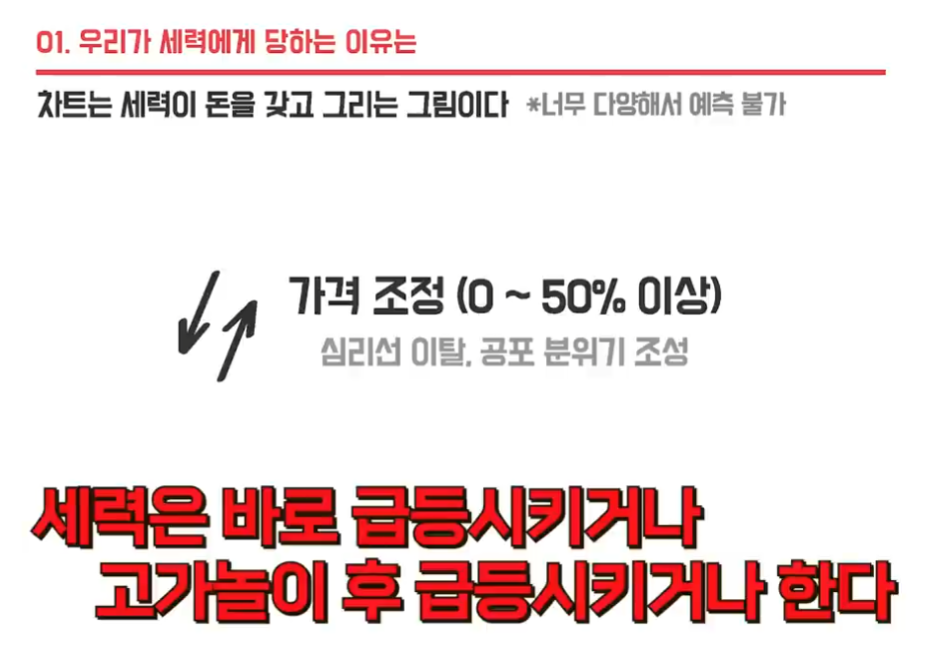 01. 우리가 세력에게 당하는 이유는
차트는 세력이 돈을 갖고 그리는 그림이다 *너무 다양해서 예측 불가
가격 조정 (0 ~ 50% 이상)
심리선 이탈, 공포 분위기 조성
세력은 바로 급등시키거나
고가놀이 후 급등시키거나 한다